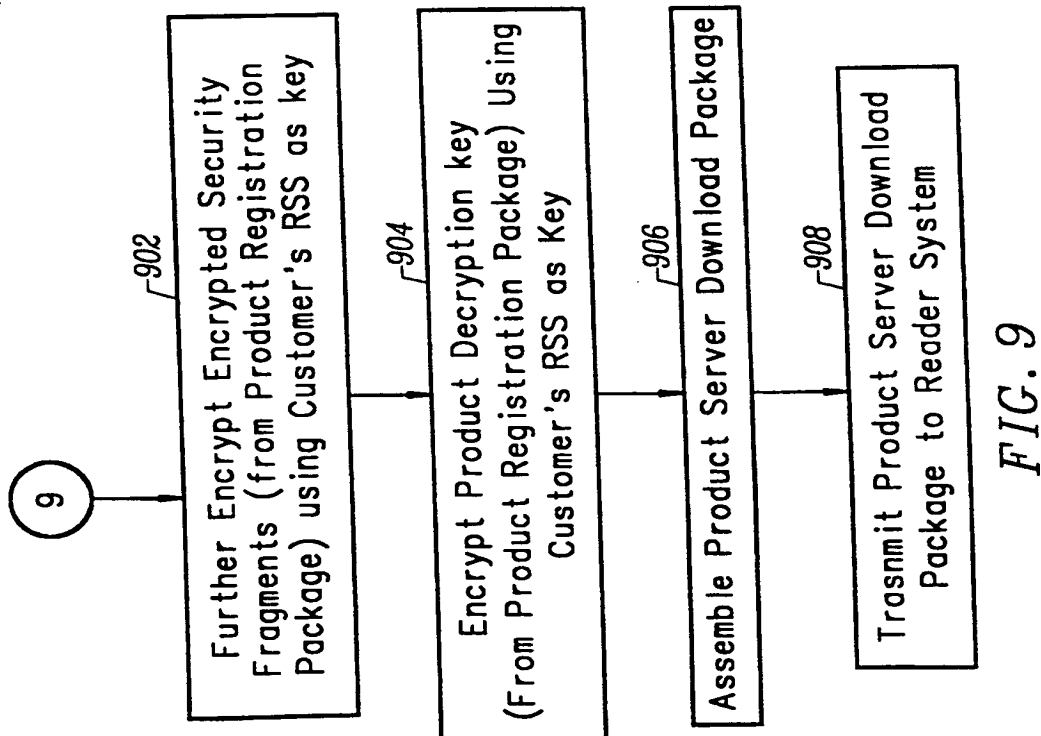 9
902
Further Encrypt Encrypted Security
Fragments (from Product Registration
Package) using Customer's RSS as key
904
Encrypt Product Decryption key
(From Product Registration Package) Using
Customer's RSS as Key
906
Assemble Product Server Download Package
908
Trasnmit Product Server Download
Package to Reader System
FIG. 9